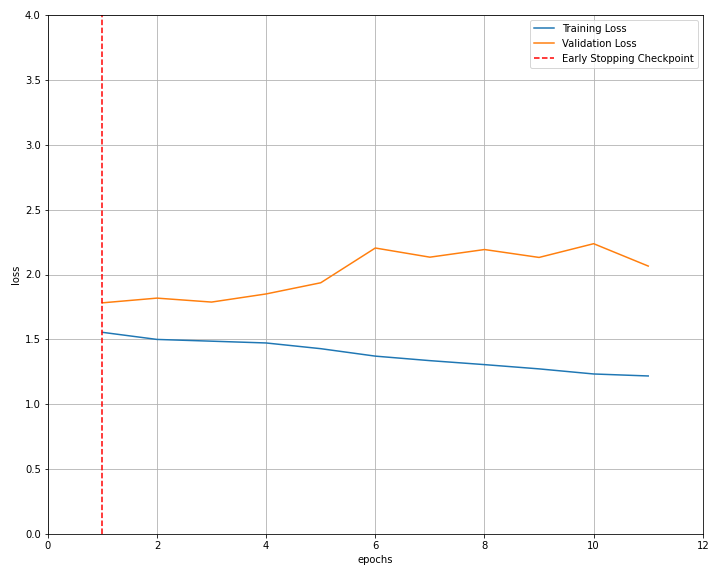 4.0
3.5
3.0
2.5
2.0
1.5
1.0
0.5
0.0
loss
Training Loss
Validation Loss
Early Stopping Checkpoint
0 2 4 6 8 10 12
epochs